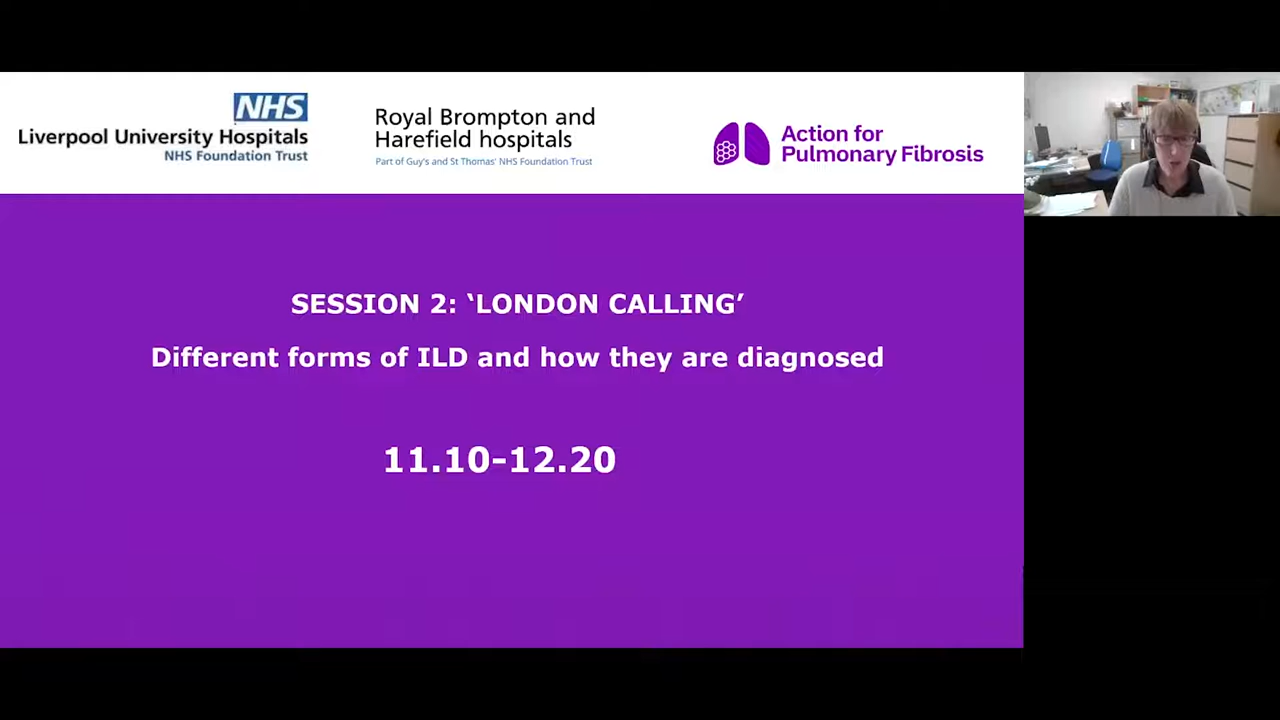 NHS
Liverpool University Hospitals
NHS Foundation Trust
Royal Brompton and
Harefield hospitals
Part of Guy's and St Thomas' NHS Foundation Trust
Action for
Pulmonary Fibrosis
SESSION 2: ‘LONDON CALLING’
Different forms of ILD and how they are diagnosed
11.10-12.20